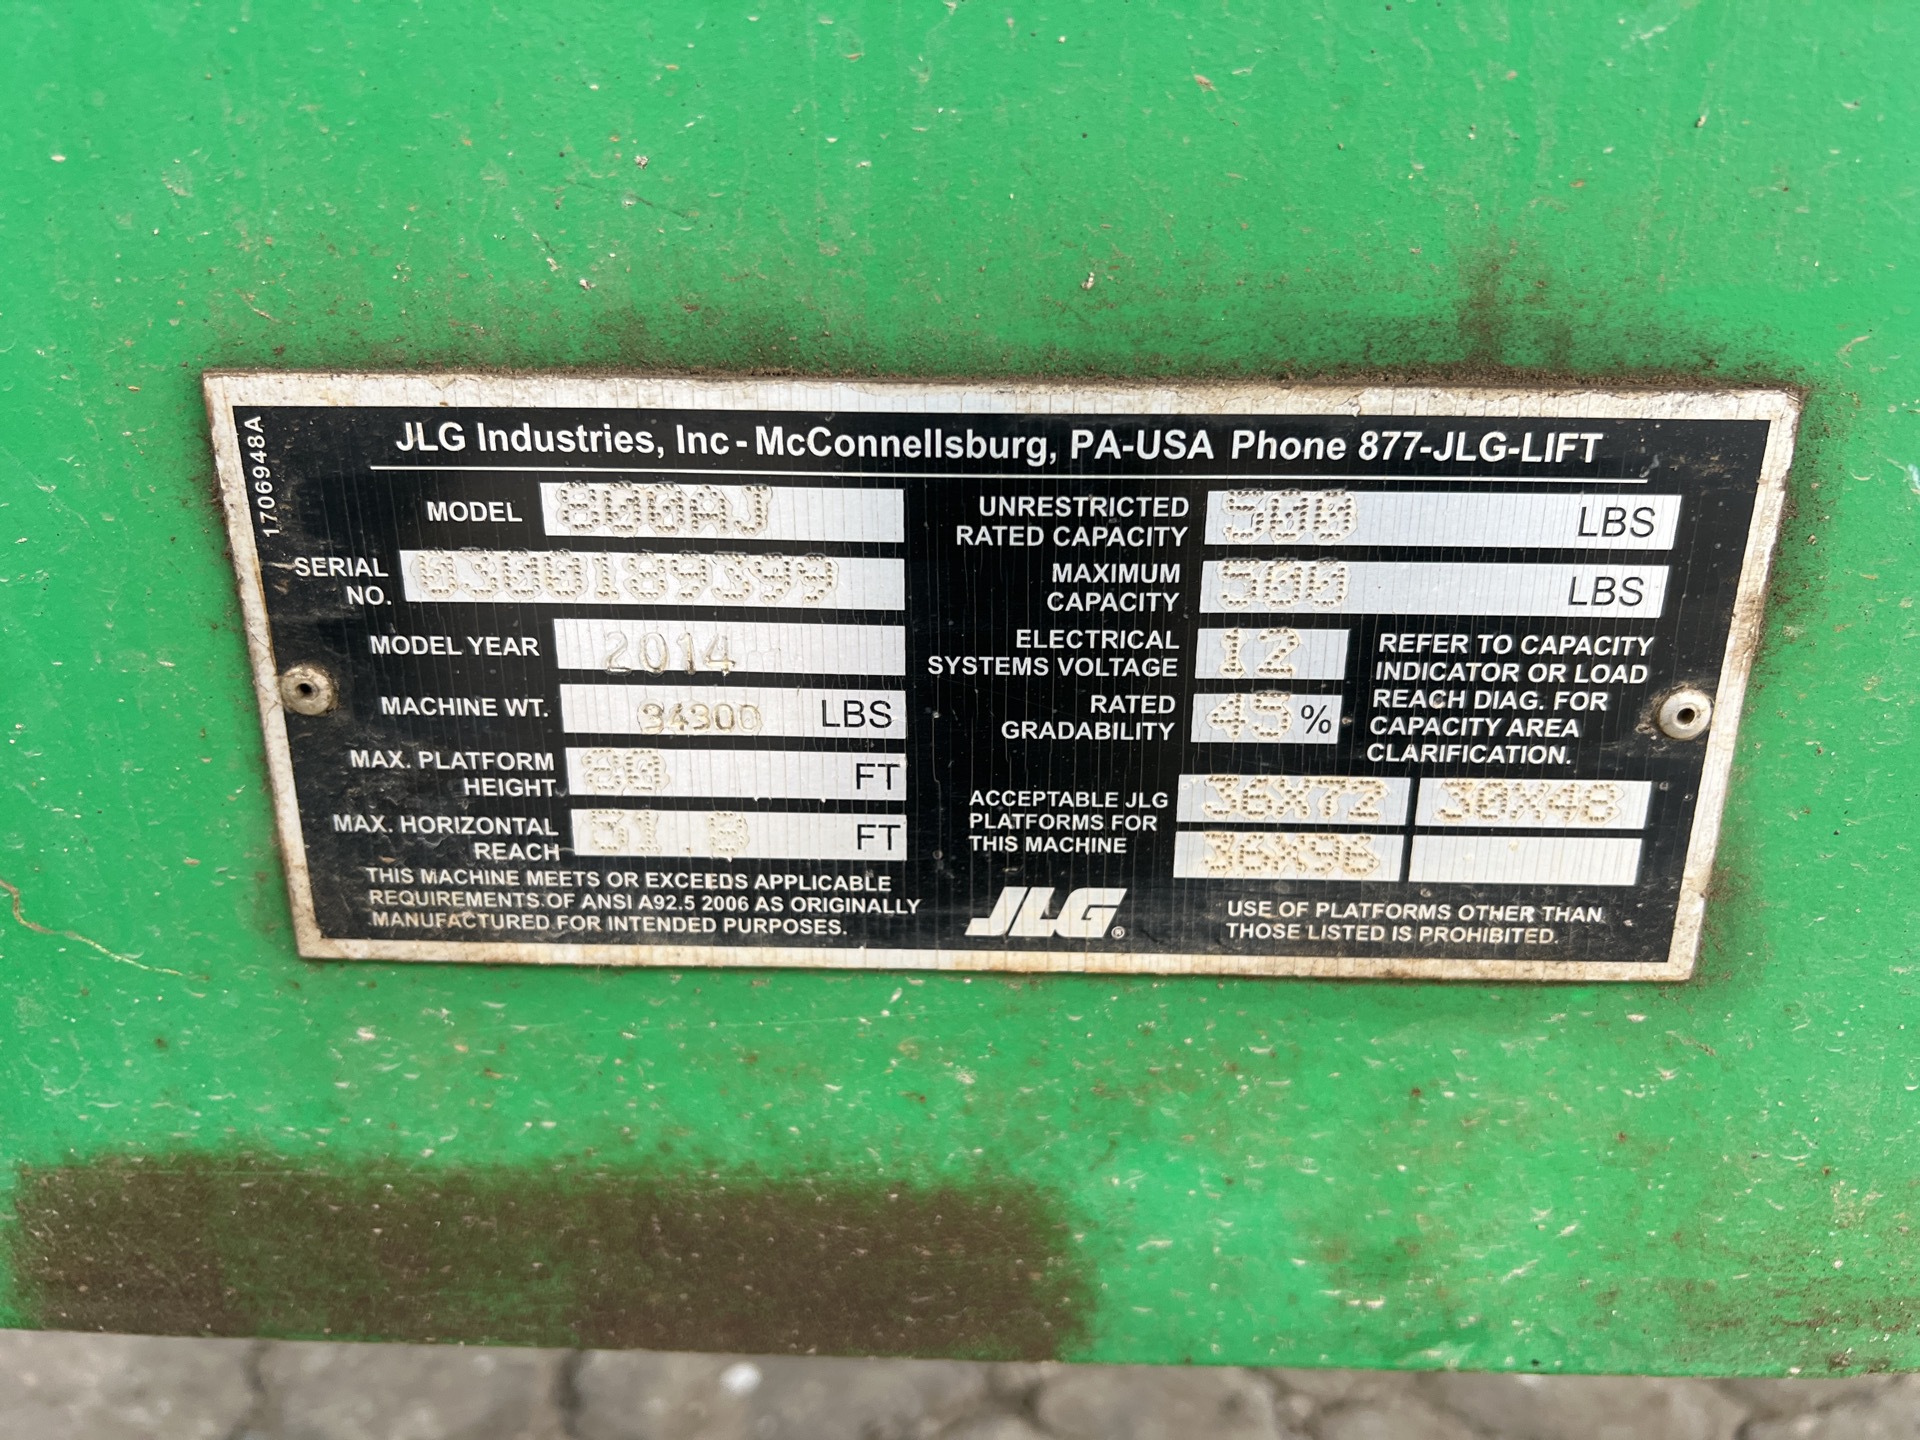 JLG Industries, Inc - McConnellsburg, PA-USA Phone 877-JLG-LIFT
1706948A
MODEL 800AJ
SERIAL NO. 0300189399
MODEL YEAR 2014
MACHINE WT. 34300 LBS
MAX. PLATFORM HEIGHT 80 FT
MAX. HORIZONTAL REACH 51.8 FT
THIS MACHINE MEETS OR EXCEEDS APPLICABLE
REQUIREMENTS OF ANSI A92.5 2006 AS ORIGINALLY
MANUFACTURED FOR INTENDED PURPOSES.
UNRESTRICTED RATED CAPACITY 500 LBS
MAXIMUM CAPACITY 500 LBS
ELECTRICAL SYSTEMS VOLTAGE 12
RATED GRADABILITY 45 %
REFER TO CAPACITY
INDICATOR OR LOAD
REACH DIAG. FOR
CAPACITY AREA
CLARIFICATION.
ACCEPTABLE JLG
PLATFORMS FOR
THIS MACHINE
36X72 30X48
36X96
JLG®
USE OF PLATFORMS OTHER THAN
THOSE LISTED IS PROHIBITED.